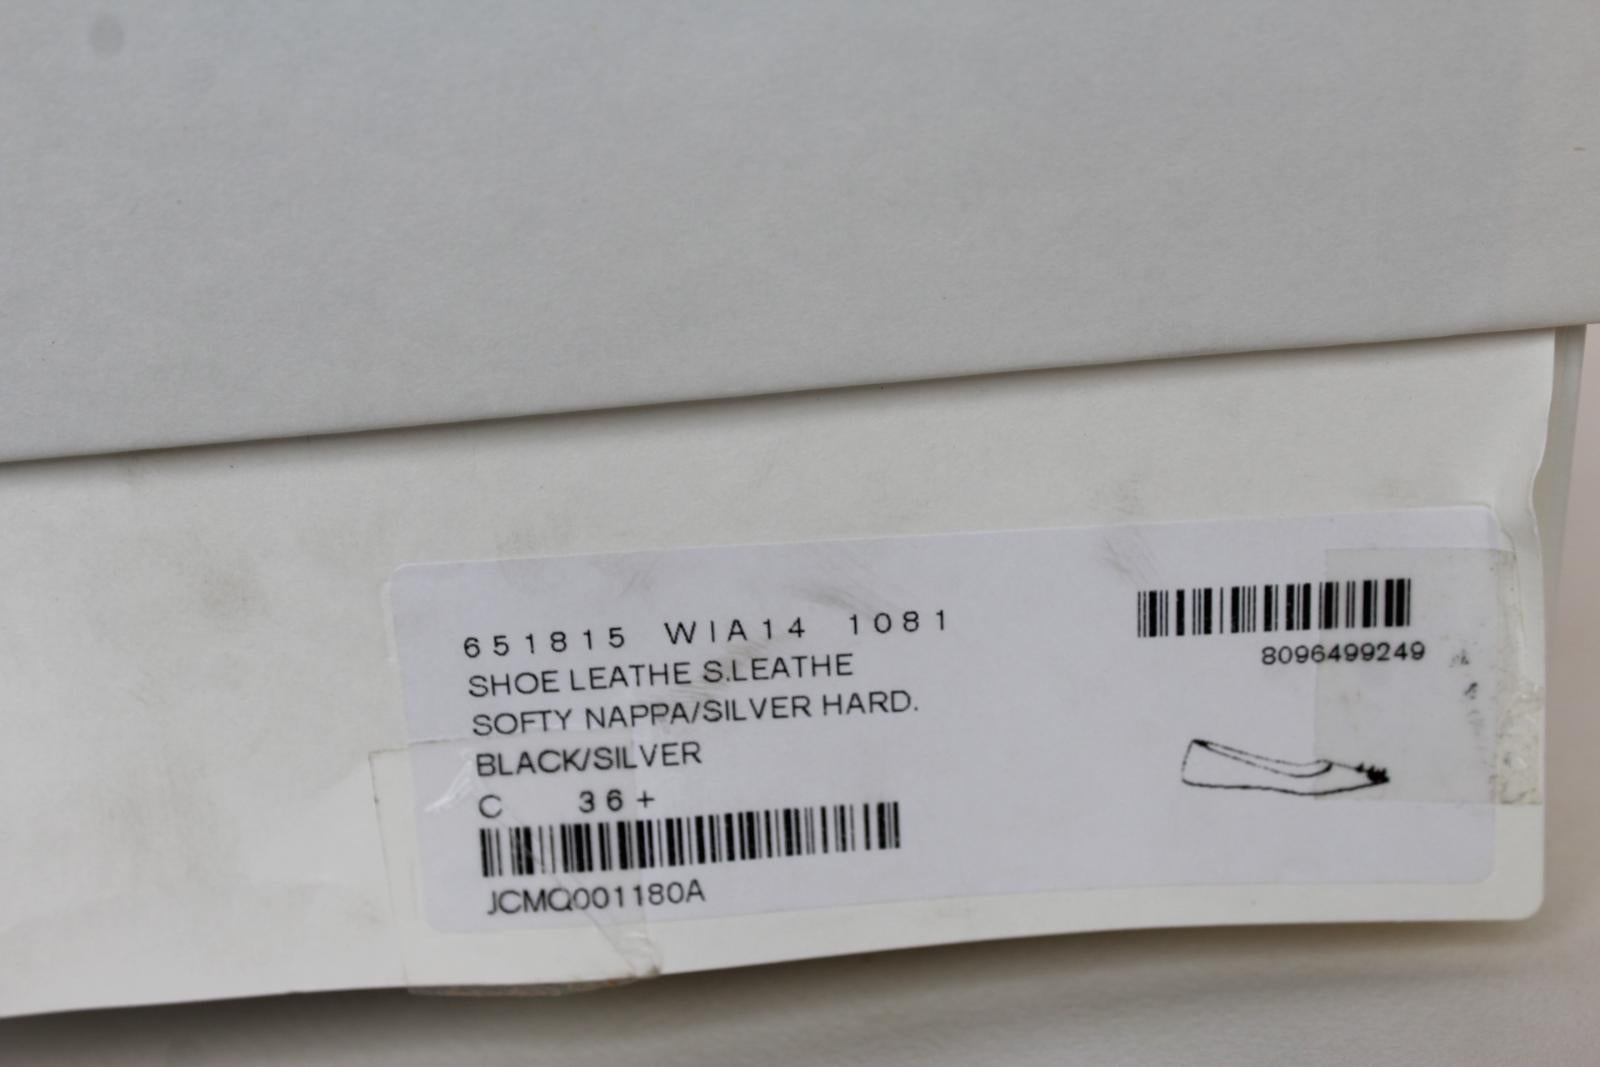 651815 WIA14 1081
SHOE LEATHE S.LEATHE
SOFTY NAPPA/SILVER HARD.
BLACK/SILVER
C 36+
JCMQ001180A
8096499249